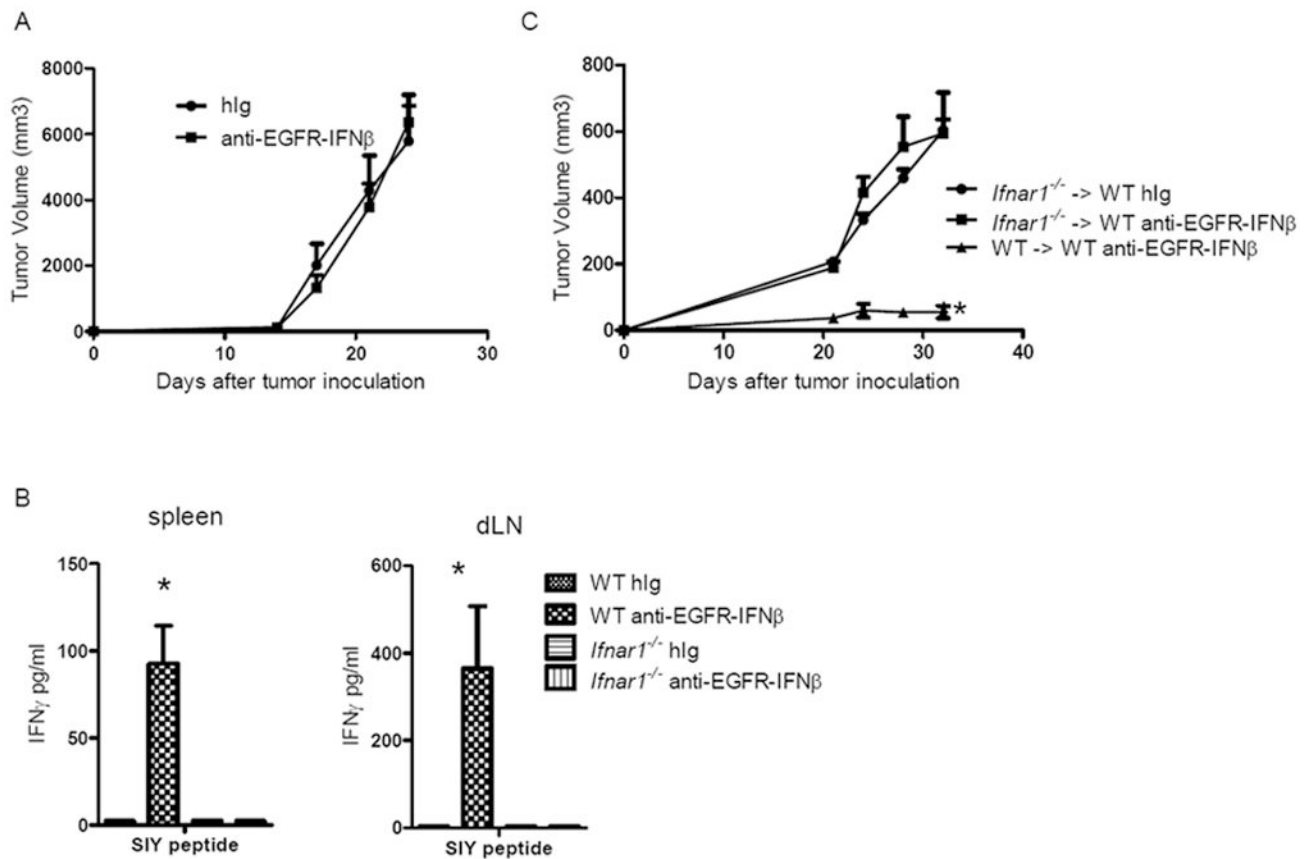 A
Tumor Volume (mm3)
8000
6000
4000
2000
0
0 10 20 30
Days after tumor inoculation
hIg
anti-EGFR-IFNβ
C
Tumor Volume (mm3)
800
600
400
200
0
0 10 20 30 40
Days after tumor inoculation
Ifnar1-/- -> WT hIg
Ifnar1-/- -> WT anti-EGFR-IFNβ
WT -> WT anti-EGFR-IFNβ
*
B
spleen
IFNγ pg/ml
150
100
50
0
*
SIY peptide
dLN
IFNγ pg/ml
600
400
200
0
*
SIY peptide
WT hIg
WT anti-EGFR-IFNβ
Ifnar1-/- hIg
Ifnar1-/- anti-EGFR-IFNβ